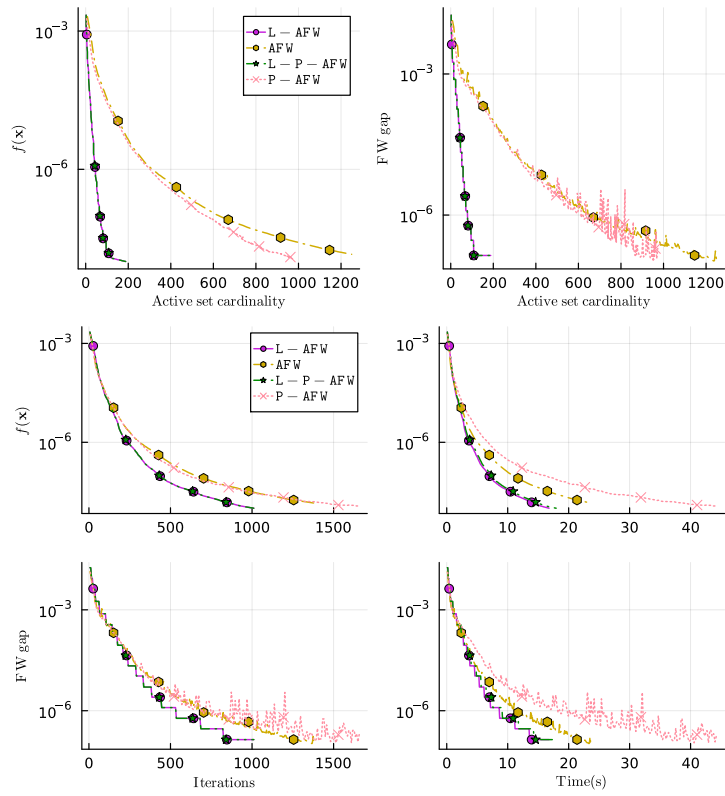 10⁻³
10⁻⁶
f(x)
0 200 400 600 800 1000 1200
Active set cardinality
L − AFW
AFW
L − P − AFW
P − AFW
10⁻³
10⁻⁶
FW gap
0 200 400 600 800 1000 1200
Active set cardinality
10⁻³
10⁻⁶
f(x)
0 500 1000 1500
L − AFW
AFW
L − P − AFW
P − AFW
10⁻³
10⁻⁶
0 10 20 30 40
10⁻³
10⁻⁶
FW gap
0 500 1000 1500
Iterations
10⁻³
10⁻⁶
0 10 20 30 40
Time(s)